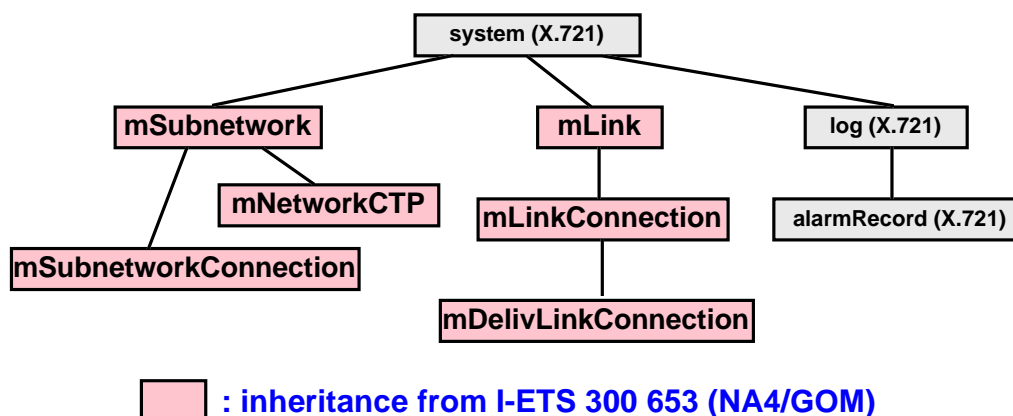 system (X.721)
mSubnetwork
mLink
log (X.721)
mNetworkCTP
mLinkConnection
alarmRecord (X.721)
mSubnetworkConnection
mDelivLinkConnection
: inheritance from I-ETS 300 653 (NA4/GOM)